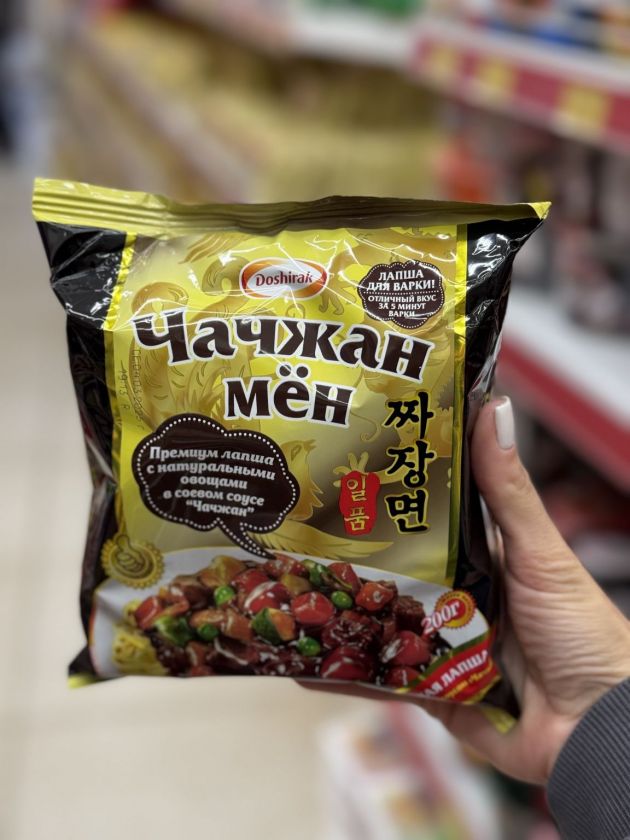 Doshirak
ЛАПША
ДЛЯ ВАРКИ!
ОТЛИЧНЫЙ ВКУС
ЗА 5 МИНУТ
ВАРКИ
Чачжан
мён
짜장면
일품
Премиум лапша
с натуральными
овощами
в соевом соусе
"Чачжан"
200г
ЛАПША